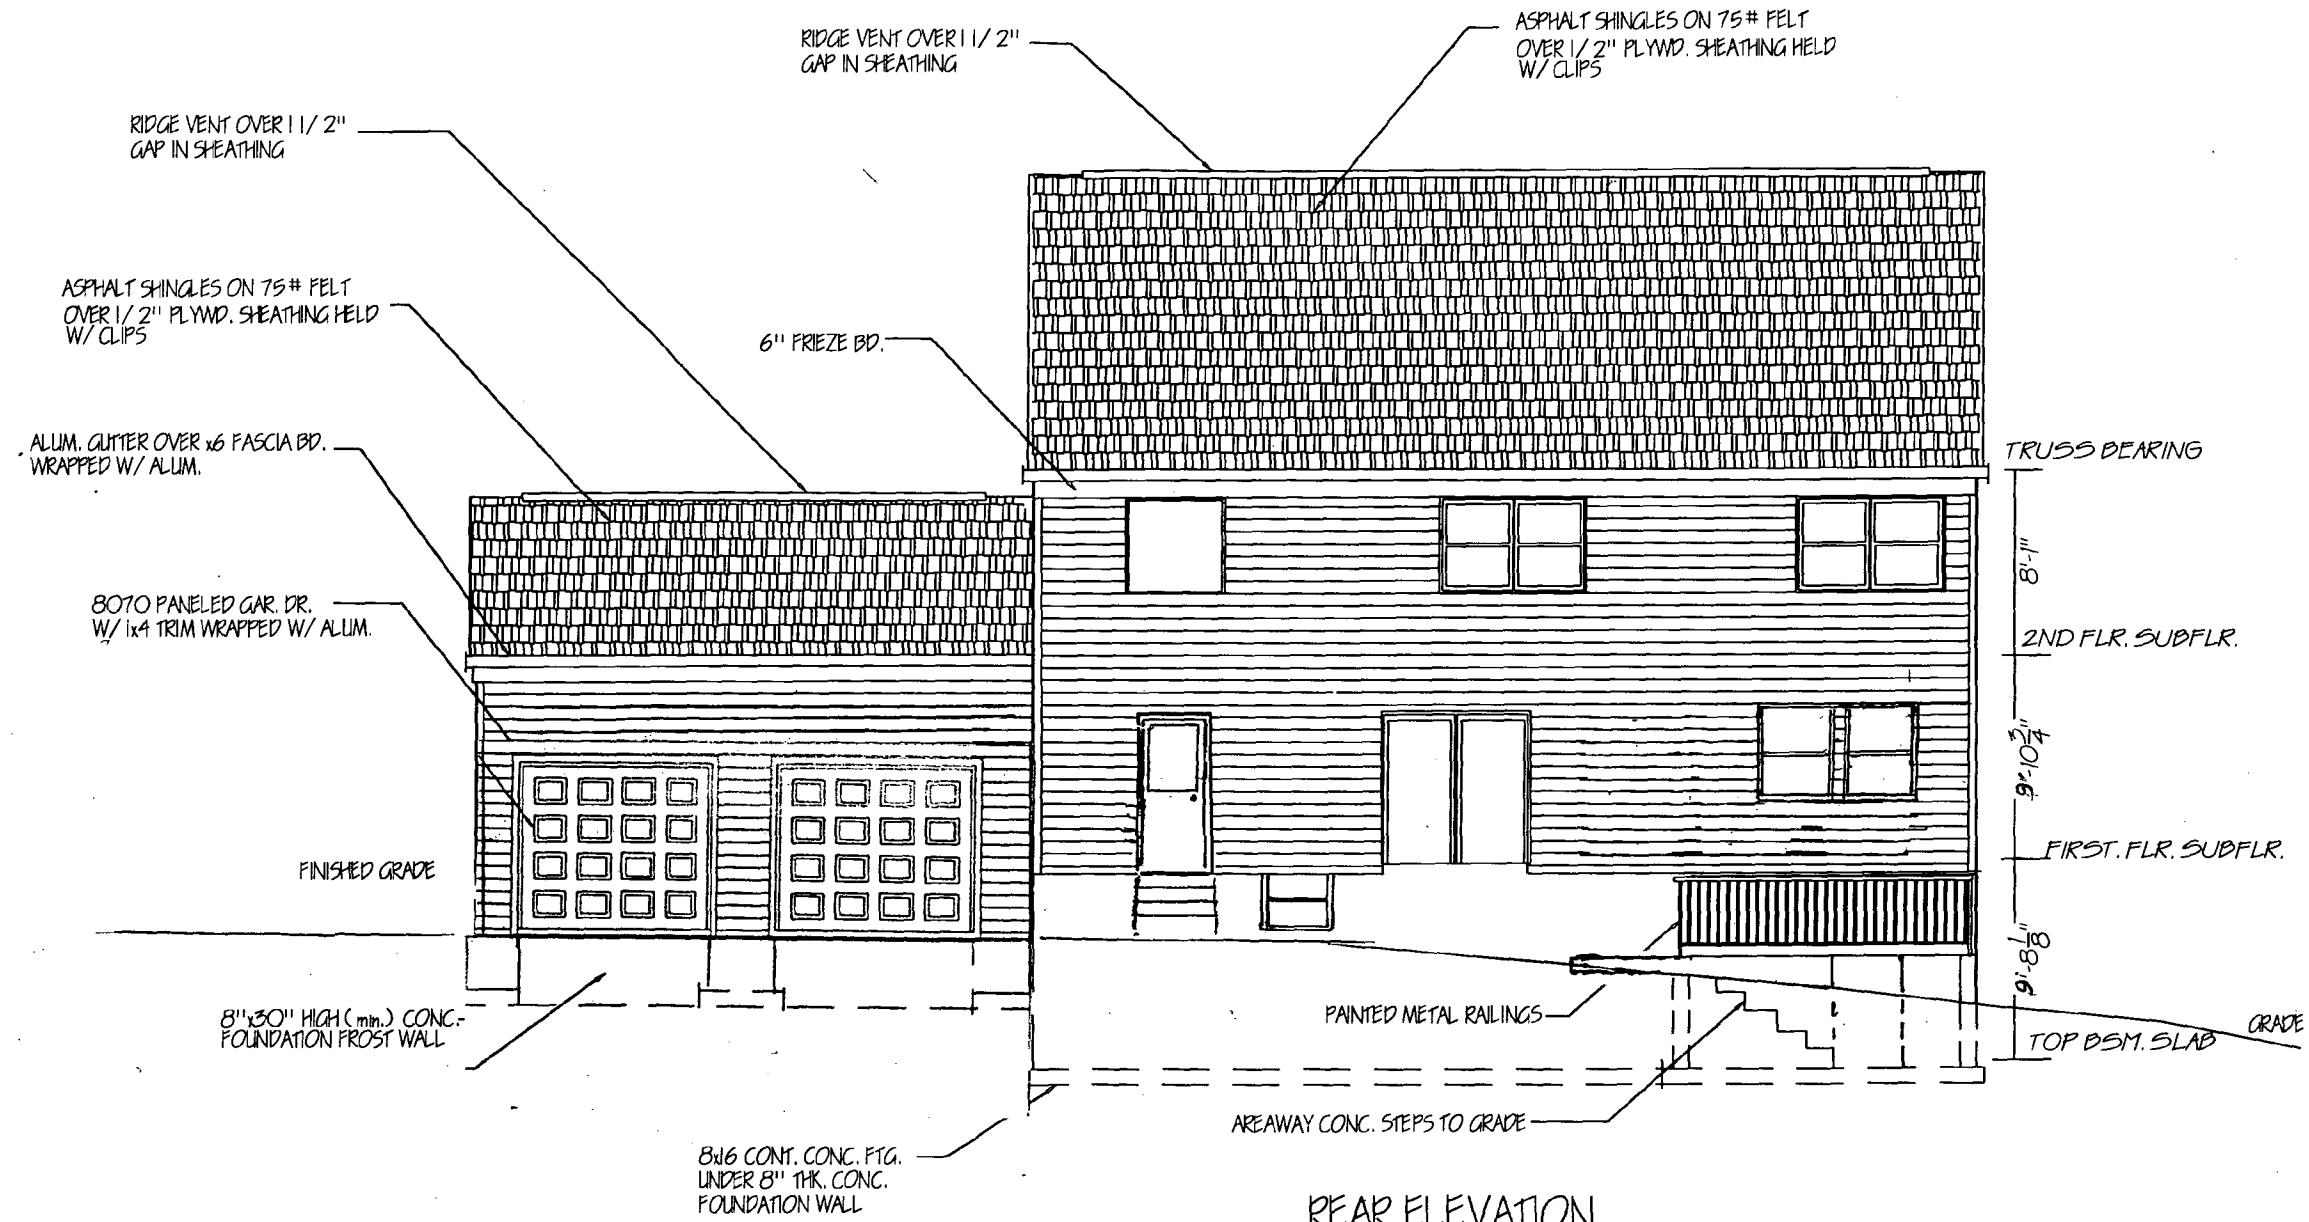 RIDGE VENT OVER 1 1/2"
GAP IN SHEATHING
ASPHALT SHINGLES ON 75# FELT
OVER 1/2" PLYWD. SHEATHING HELD
W/ CLIPS
RIDGE VENT OVER 1 1/2"
GAP IN SHEATHING
ASPHALT SHINGLES ON 75# FELT
OVER 1/2" PLYWD. SHEATHING HELD
W/ CLIPS
6" FRIEZE BD.
ALUM. GUTTER OVER x6 FASCIA BD.
WRAPPED W/ ALUM.
8070 PANELED GAR. DR.
W/ 1x4 TRIM WRAPPED W/ ALUM.
FINISHED GRADE
8"x30" HIGH (min.) CONC.
FOUNDATION FROST WALL
8x16 CONT. CONC. FTG.
UNDER 8" THK. CONC.
FOUNDATION WALL
PAINTED METAL RAILINGS
AREAWAY CONC. STEPS TO GRADE
TRUSS BEARING
8'-1"
2ND FLR. SUBFLR.
9'-10 3/4"
FIRST. FLR. SUBFLR.
9'-8 1/8"
TOP BSM. SLAB
GRADE
REAR ELEVATION